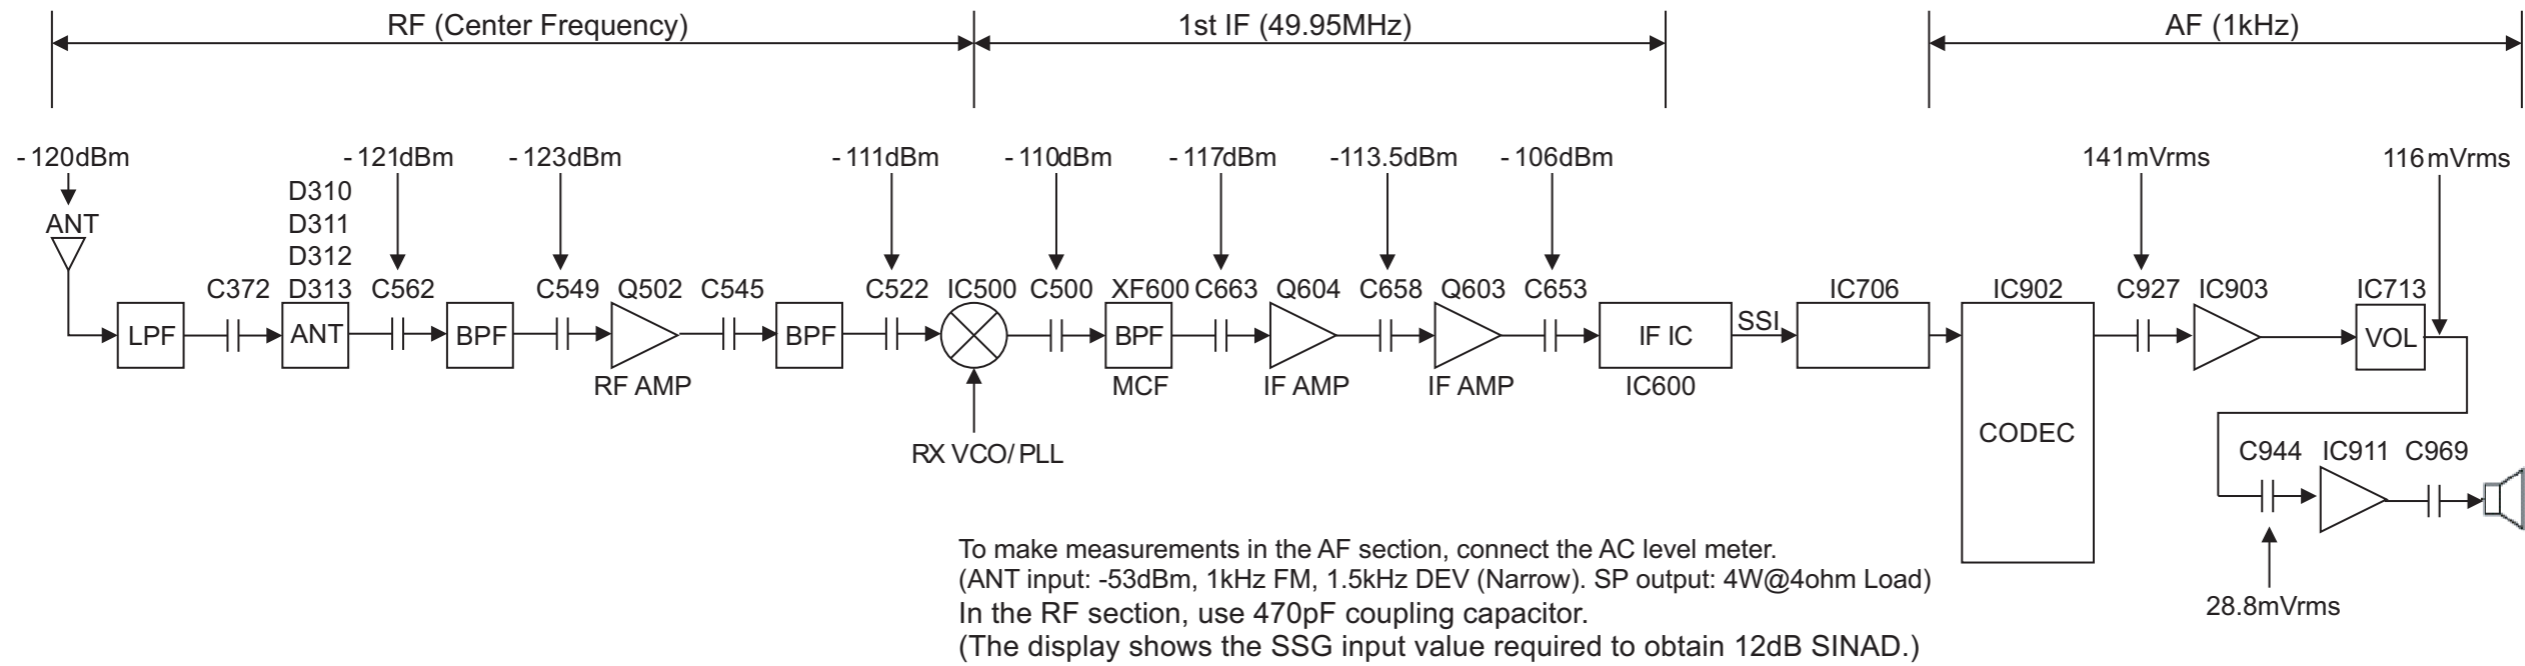 RF (Center Frequency) 1st IF (49.95MHz) AF (1kHz)
-120dBm -121dBm -123dBm -111dBm -110dBm -117dBm -113.5dBm -106dBm 141mVrms 116mVrms
D310
ANT D311
D312
C372 D313 C562 C549 Q502 C545 C522 IC500 C500 XF600 C663 Q604 C658 Q603 C653 IC706 IC902 C927 IC903 IC713
LPF ANT BPF BPF BPF IF IC SSI VOL
RF AMP MCF IF AMP IF AMP IC600
CODEC
RX VCO/PLL C944 IC911 C969
To make measurements in the AF section, connect the AC level meter.
(ANT input: -53dBm, 1kHz FM, 1.5kHz DEV (Narrow). SP output: 4W@4ohm Load)
In the RF section, use 470pF coupling capacitor.
28.8mVrms
(The display shows the SSG input value required to obtain 12dB SINAD.)